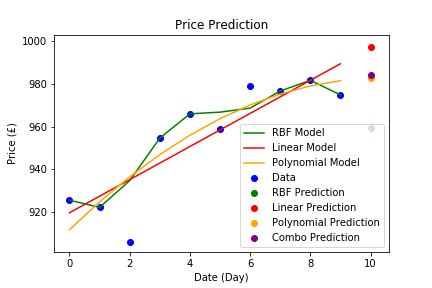 Price Prediction
1000
980
960
940
920
Price (£)
RBF Model
Linear Model
Polynomial Model
Data
RBF Prediction
Linear Prediction
Polynomial Prediction
Combo Prediction
0 2 4 6 8 10
Date (Day)